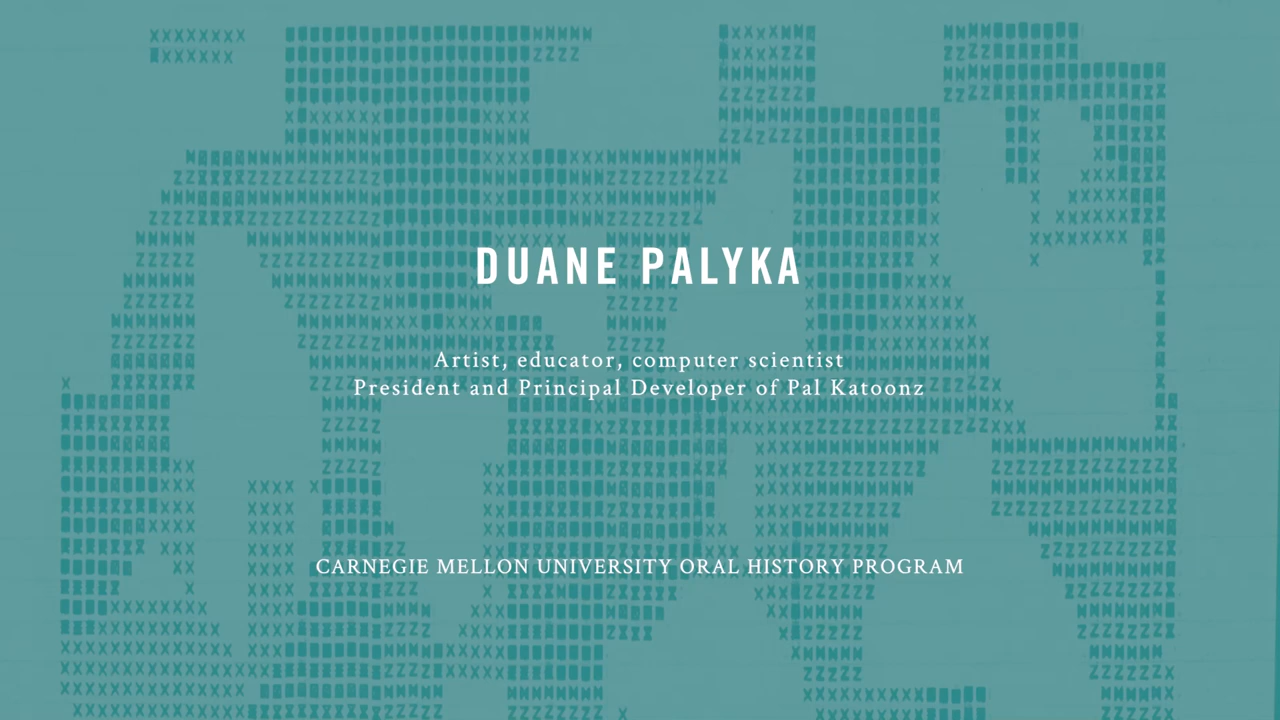 DUANE PALYKA
Artist, educator, computer scientist
President and Principal Developer of Pal Katoonz
CARNEGIE MELLON UNIVERSITY ORAL HISTORY PROGRAM